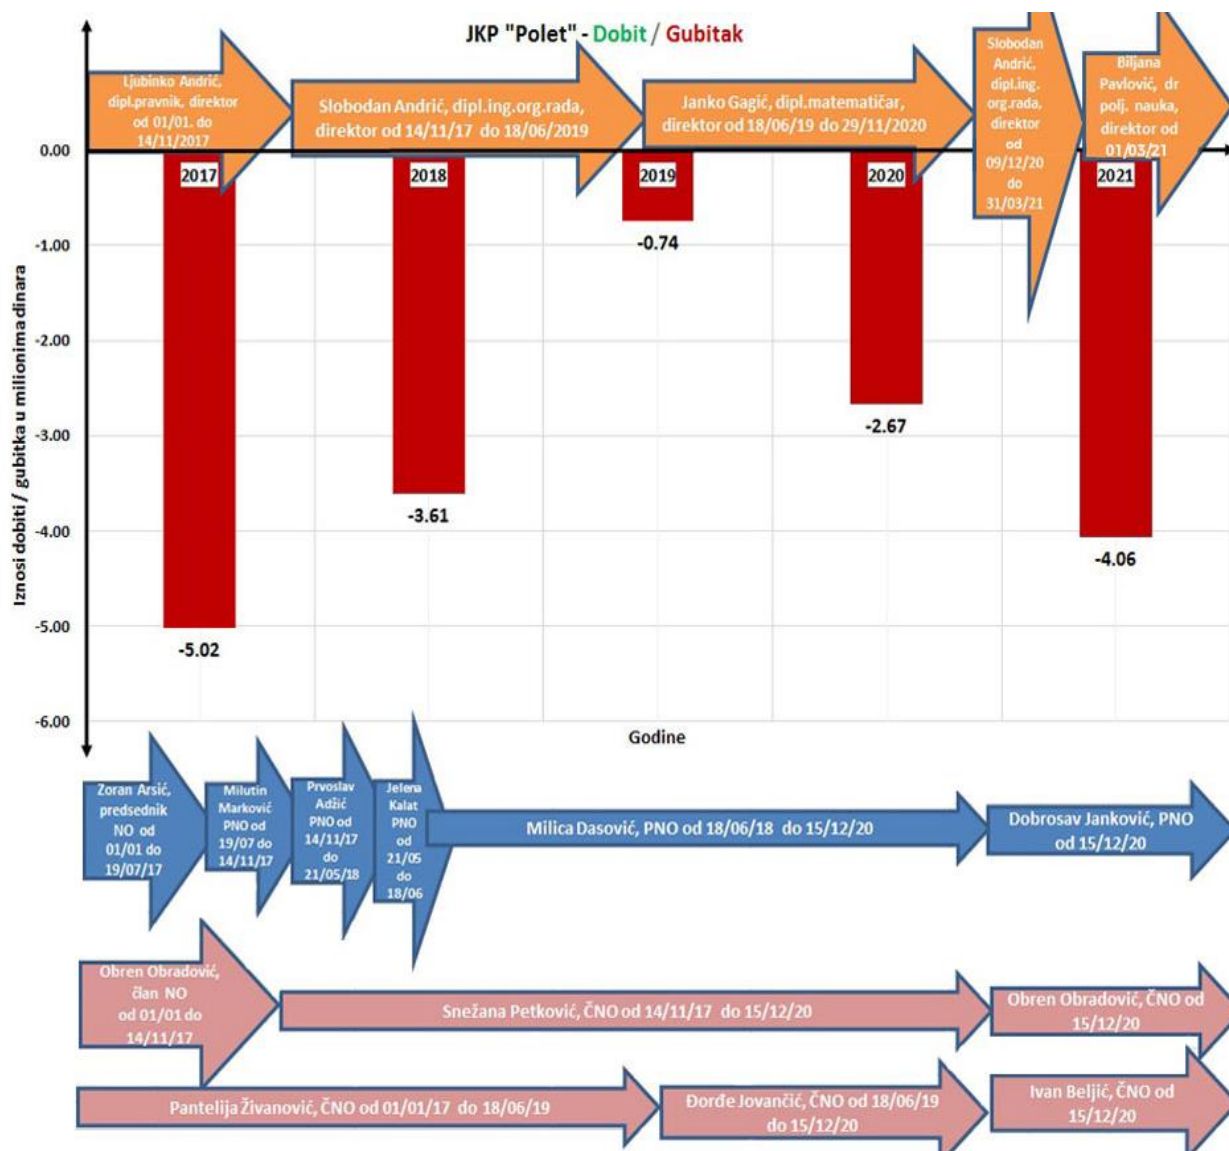 JKP "Polet" - Dobit / Gubitak
Ljubinko Andrić,
dipl.pravnik, direktor
od 01/01. do
14/11/2017
Slobodan Andrić, dipl.ing.org.rada,
direktor od 14/11/17 do 18/06/2019
Janko Gagić, dipl.matematičar,
direktor od 18/06/19 do 29/11/2020
Slobodan
Andrić,
dipl.ing.
org.rada,
direktor
od
09/12/20
do
31/03/21
Biljana
Pavlović, dr
polj. nauka,
direktor od
01/03/21
Iznosi dobiti / gubitka u milionimadinara
0.00
-1.00
-2.00
-3.00
-4.00
-5.00
-6.00
2017
2018
2019
2020
2021
-5.02
-3.61
-0.74
-2.67
-4.06
Godine
Zoran Arsić,
predsednik
NO od
01/01 do
19/07/17
Milutin
Marković
PNO od
19/07 do
14/11/17
Prvoslav
Adžić
PNO od
14/11/17
do
21/05/18
Jelena
Kalat
PNO
od
21/05
do
18/06
Milica Dasović, PNO od 18/06/18 do 15/12/20
Dobrosav Janković, PNO
od 15/12/20
Obren Obradović,
član NO
od 01/01 do
14/11/17
Snežana Petković, ČNO od 14/11/17 do 15/12/20
Obren Obradović, ČNO od
15/12/20
Pantelija Živanović, ČNO od 01/01/17 do 18/06/19
Đorđe Jovančić, ČNO od 18/06/19
do 15/12/20
Ivan Beljić, ČNO od
15/12/20